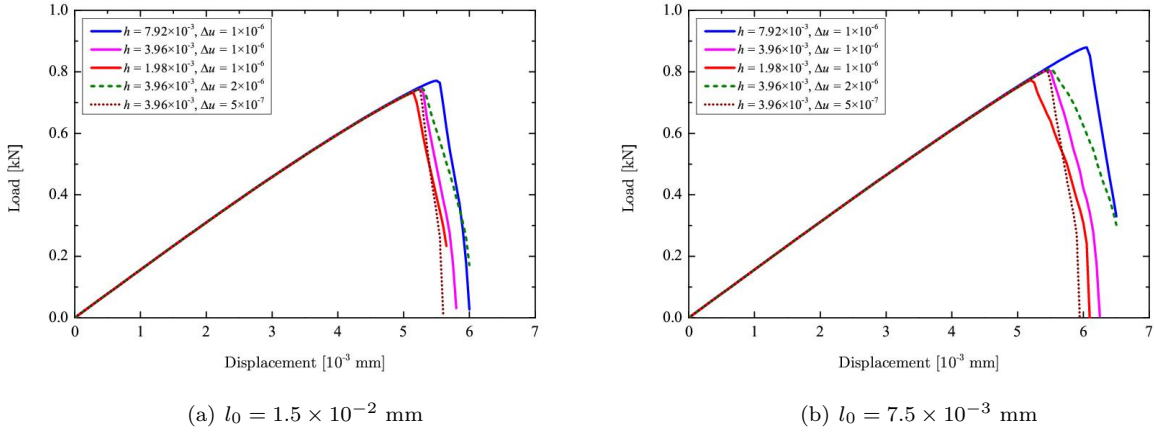 h = 7.92×10⁻³, Δu = 1×10⁻⁶
h = 3.96×10⁻³, Δu = 1×10⁻⁶
h = 1.98×10⁻³, Δu = 1×10⁻⁶
h = 3.96×10⁻³, Δu = 2×10⁻⁶
h = 3.96×10⁻³, Δu = 5×10⁻⁷
1.0
0.8
0.6
0.4
0.2
0.0
Load [kN]
0 1 2 3 4 5 6 7
Displacement [10⁻³ mm]
(a) l₀ = 1.5 × 10⁻² mm
h = 7.92×10⁻³, Δu = 1×10⁻⁶
h = 3.96×10⁻³, Δu = 1×10⁻⁶
h = 1.98×10⁻³, Δu = 1×10⁻⁶
h = 3.96×10⁻³, Δu = 2×10⁻⁶
h = 3.96×10⁻³, Δu = 5×10⁻⁷
1.0
0.8
0.6
0.4
0.2
0.0
Load [kN]
0 1 2 3 4 5 6 7
Displacement [10⁻³ mm]
(b) l₀ = 7.5 × 10⁻³ mm